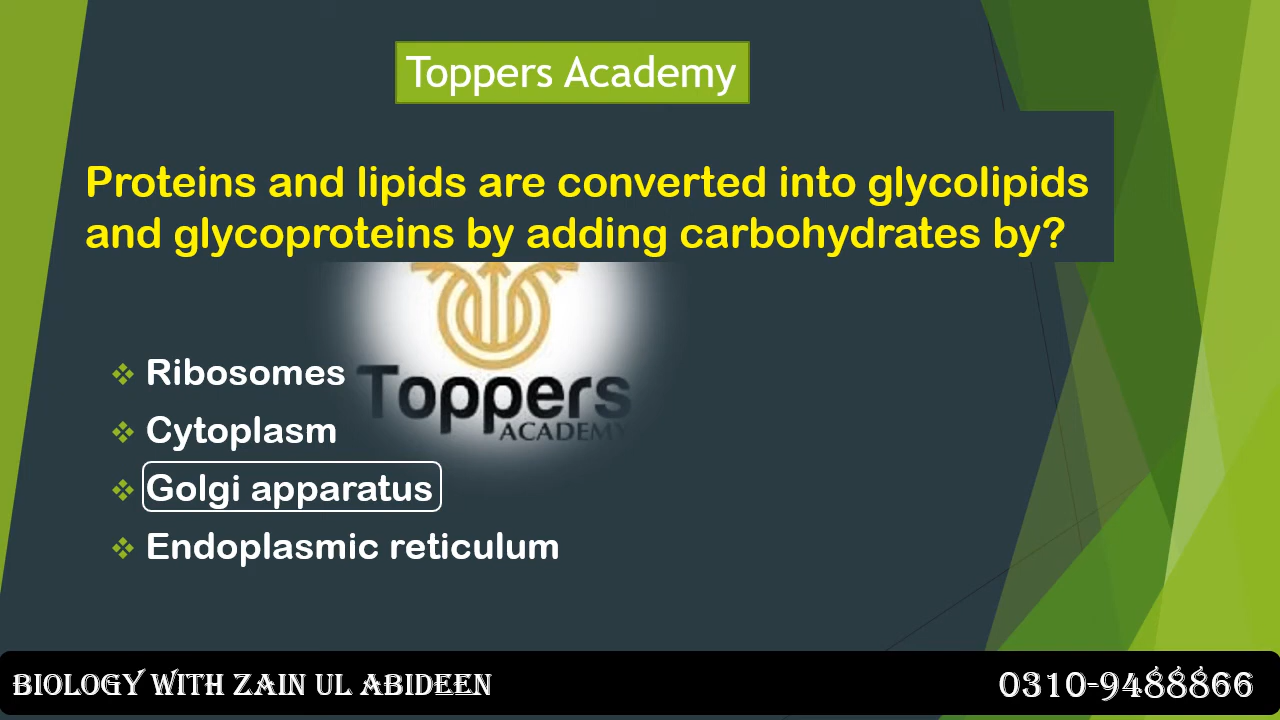 Toppers Academy
Proteins and lipids are converted into glycolipids
and glycoproteins by adding carbohydrates by?
Toppers
ACADEMY
Ribosomes
Cytoplasm
Golgi apparatus
Endoplasmic reticulum
BIOLOGY WITH ZAIN UL ABIDEEN
0310-9488866